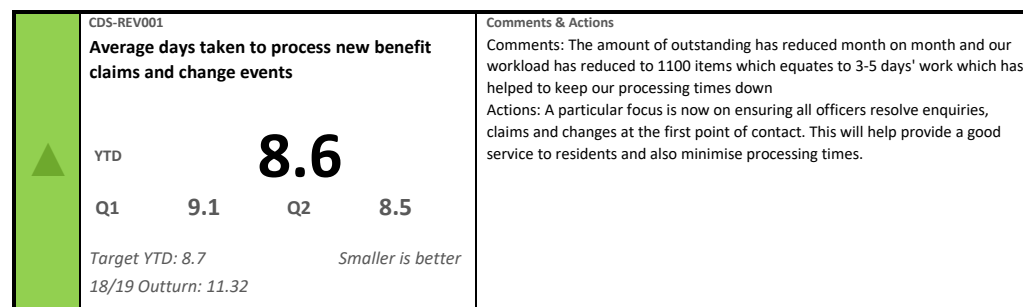 CDS-REV001
Average days taken to process new benefit
claims and change events
YTD 8.6
Q1 9.1 Q2 8.5
Target YTD: 8.7 Smaller is better
18/19 Outturn: 11.32
Comments & Actions
Comments: The amount of outstanding has reduced month on month and our
workload has reduced to 1100 items which equates to 3-5 days' work which has
helped to keep our processing times down
Actions: A particular focus is now on ensuring all officers resolve enquiries,
claims and changes at the first point of contact. This will help provide a good
service to residents and also minimise processing times.